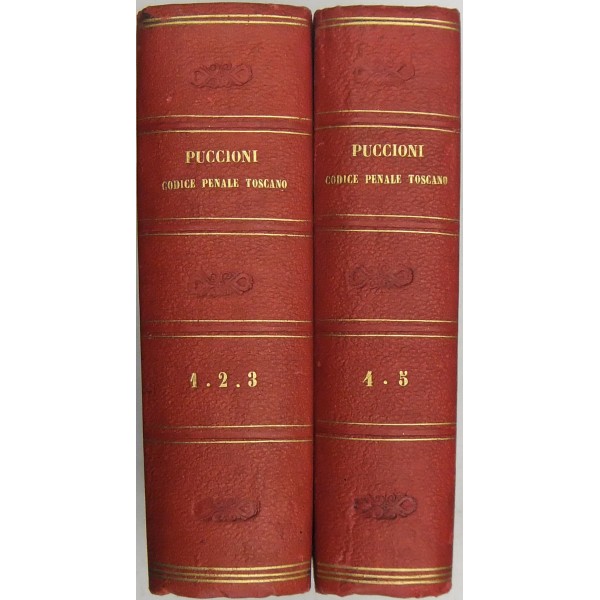 PUCCIONI
CODICE PENALE TOSCANO
1 . 2 . 3
PUCCIONI
CODICE PENALE TOSCANO
4 . 5